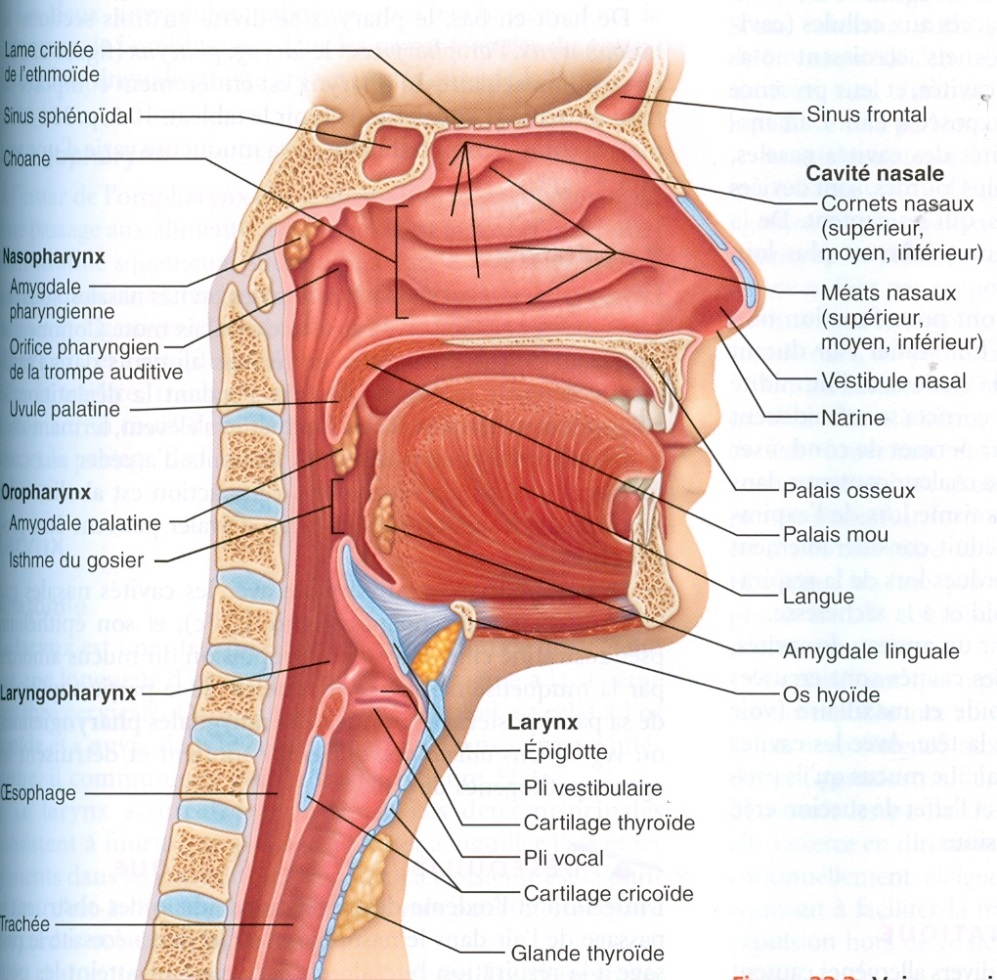 Lame criblée
de l'ethmoïde
Sinus sphénoïdal
Choane
Nasopharynx
Amygdale
pharyngienne
Orifice pharyngien
de la trompe auditive
Uvule palatine
Oropharynx
Amygdale palatine
Isthme du gosier
Laryngopharynx
Œsophage
Trachée
Sinus frontal
Cavité nasale
Cornets nasaux
(supérieur,
moyen, inférieur)
Méats nasaux
(supérieur,
moyen, inférieur)
Vestibule nasal
Narine
Palais osseux
Palais mou
Langue
Amygdale linguale
Os hyoïde
Larynx
Épiglotte
Pli vestibulaire
Cartilage thyroïde
Pli vocal
Cartilage cricoïde
Glande thyroïde